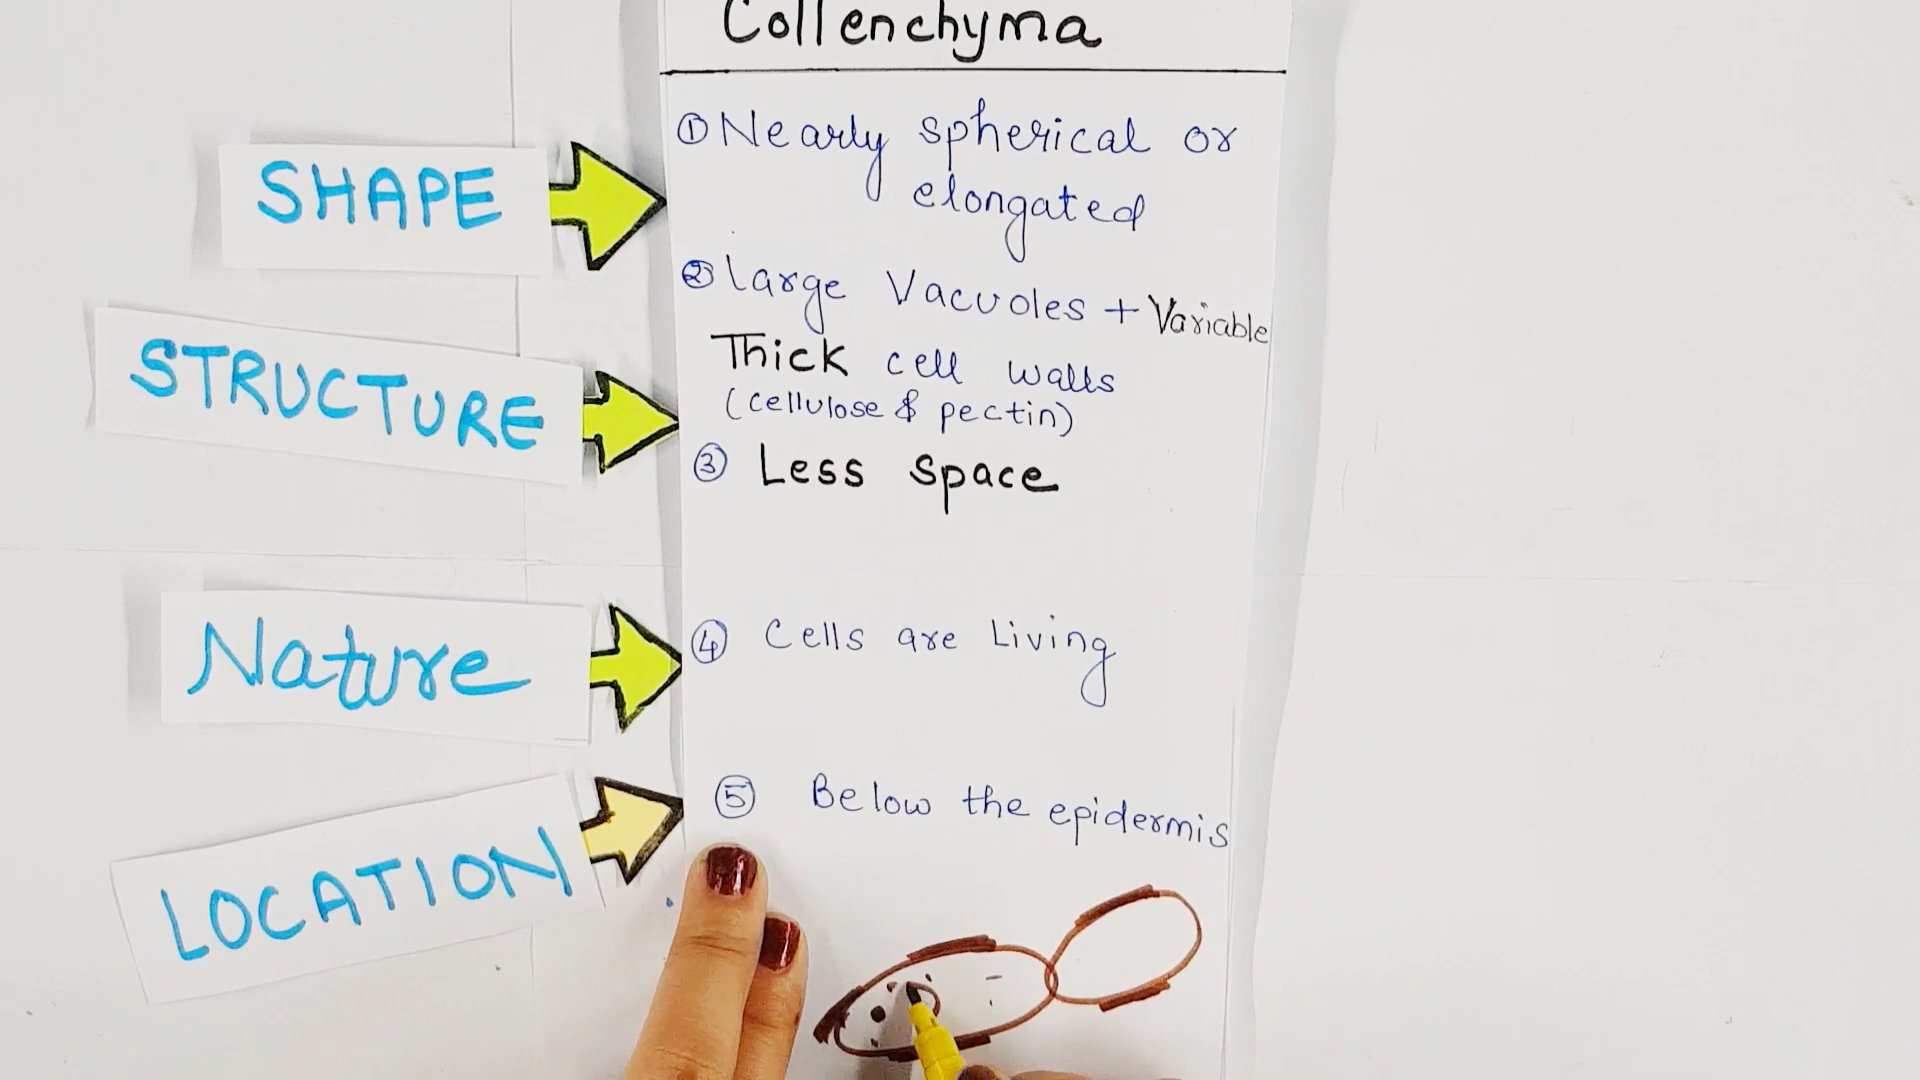 Collenchyma
SHAPE
① Nearly spherical or
elongated
STRUCTURE
② Large Vacuoles + Variable
Thick cell walls
(cellulose & pectin)
③ Less space
Nature
④ Cells are Living
LOCATION
⑤ Below the epidermis